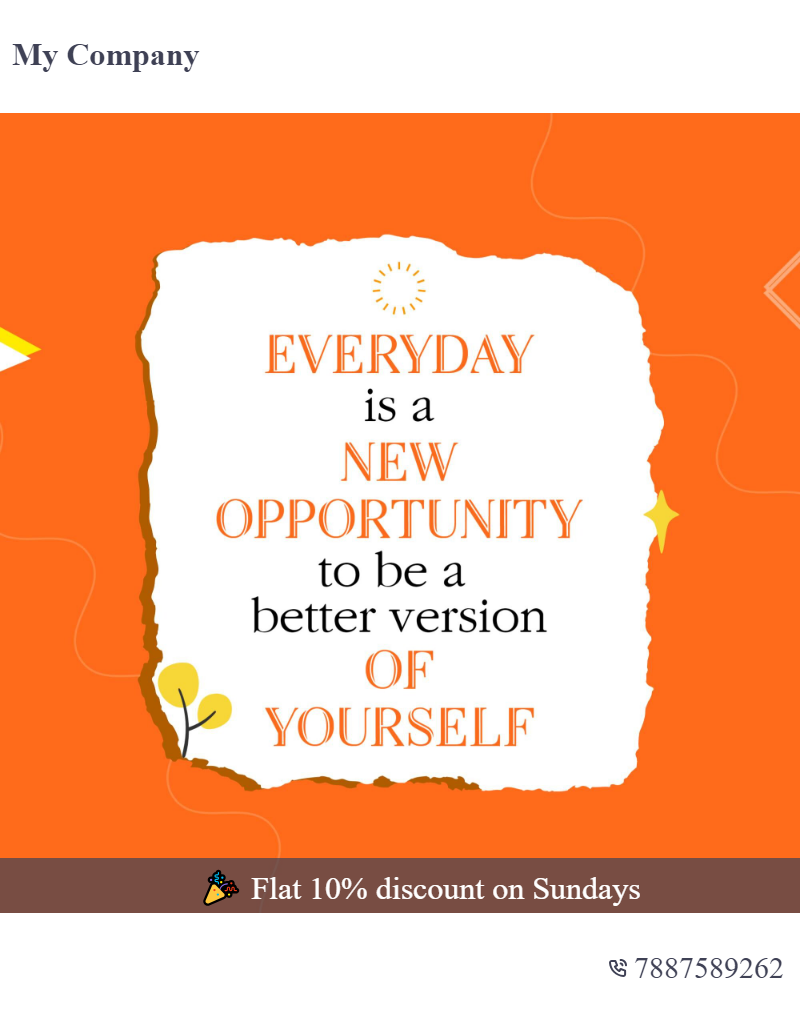 My Company
EVERYDAY
is a
NEW
OPPORTUNITY
to be a
better version
OF
YOURSELF
Flat 10% discount on Sundays
7887589262